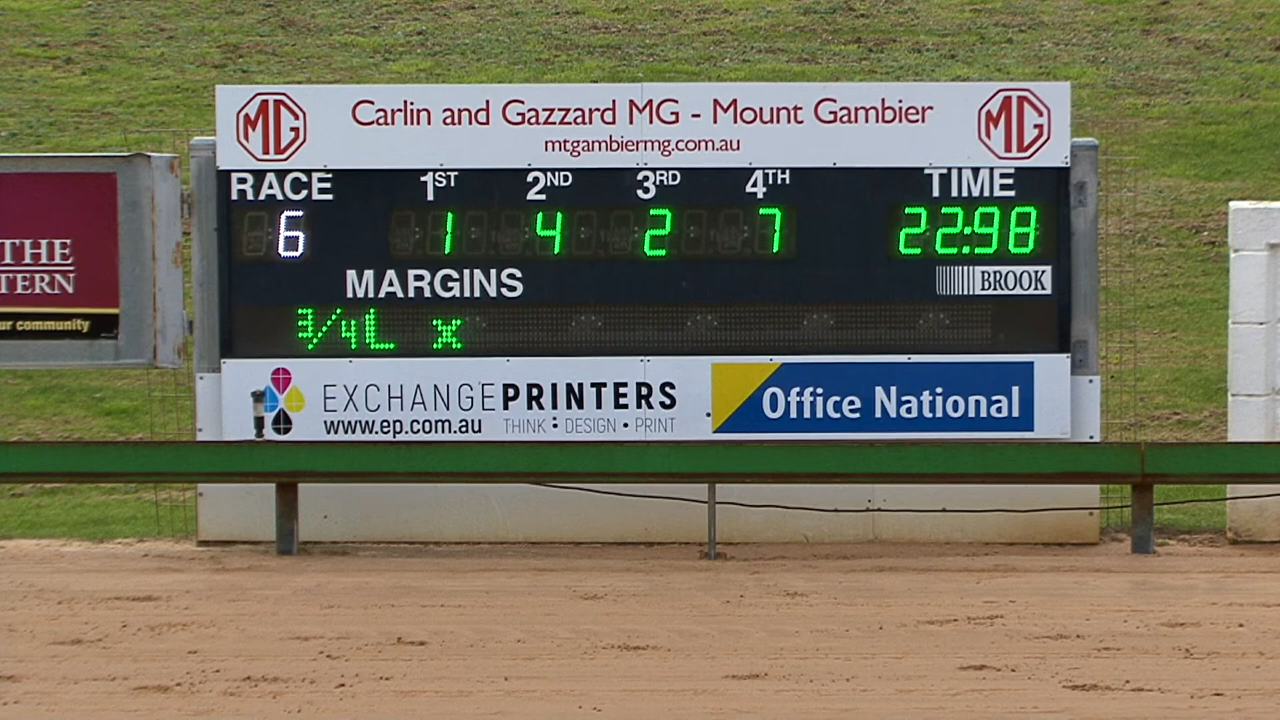 MG Carlin and Gazzard MG - Mount Gambier MG
mtgambiermg.com.au
RACE 1ST 2ND 3RD 4TH TIME
6 1 4 2 7 22:98
MARGINS BROOK
3/4L x
THE
TERN
ur community
EXCHANGEPRINTERS
www.ep.com.au THINK : DESIGN • PRINT
Office National